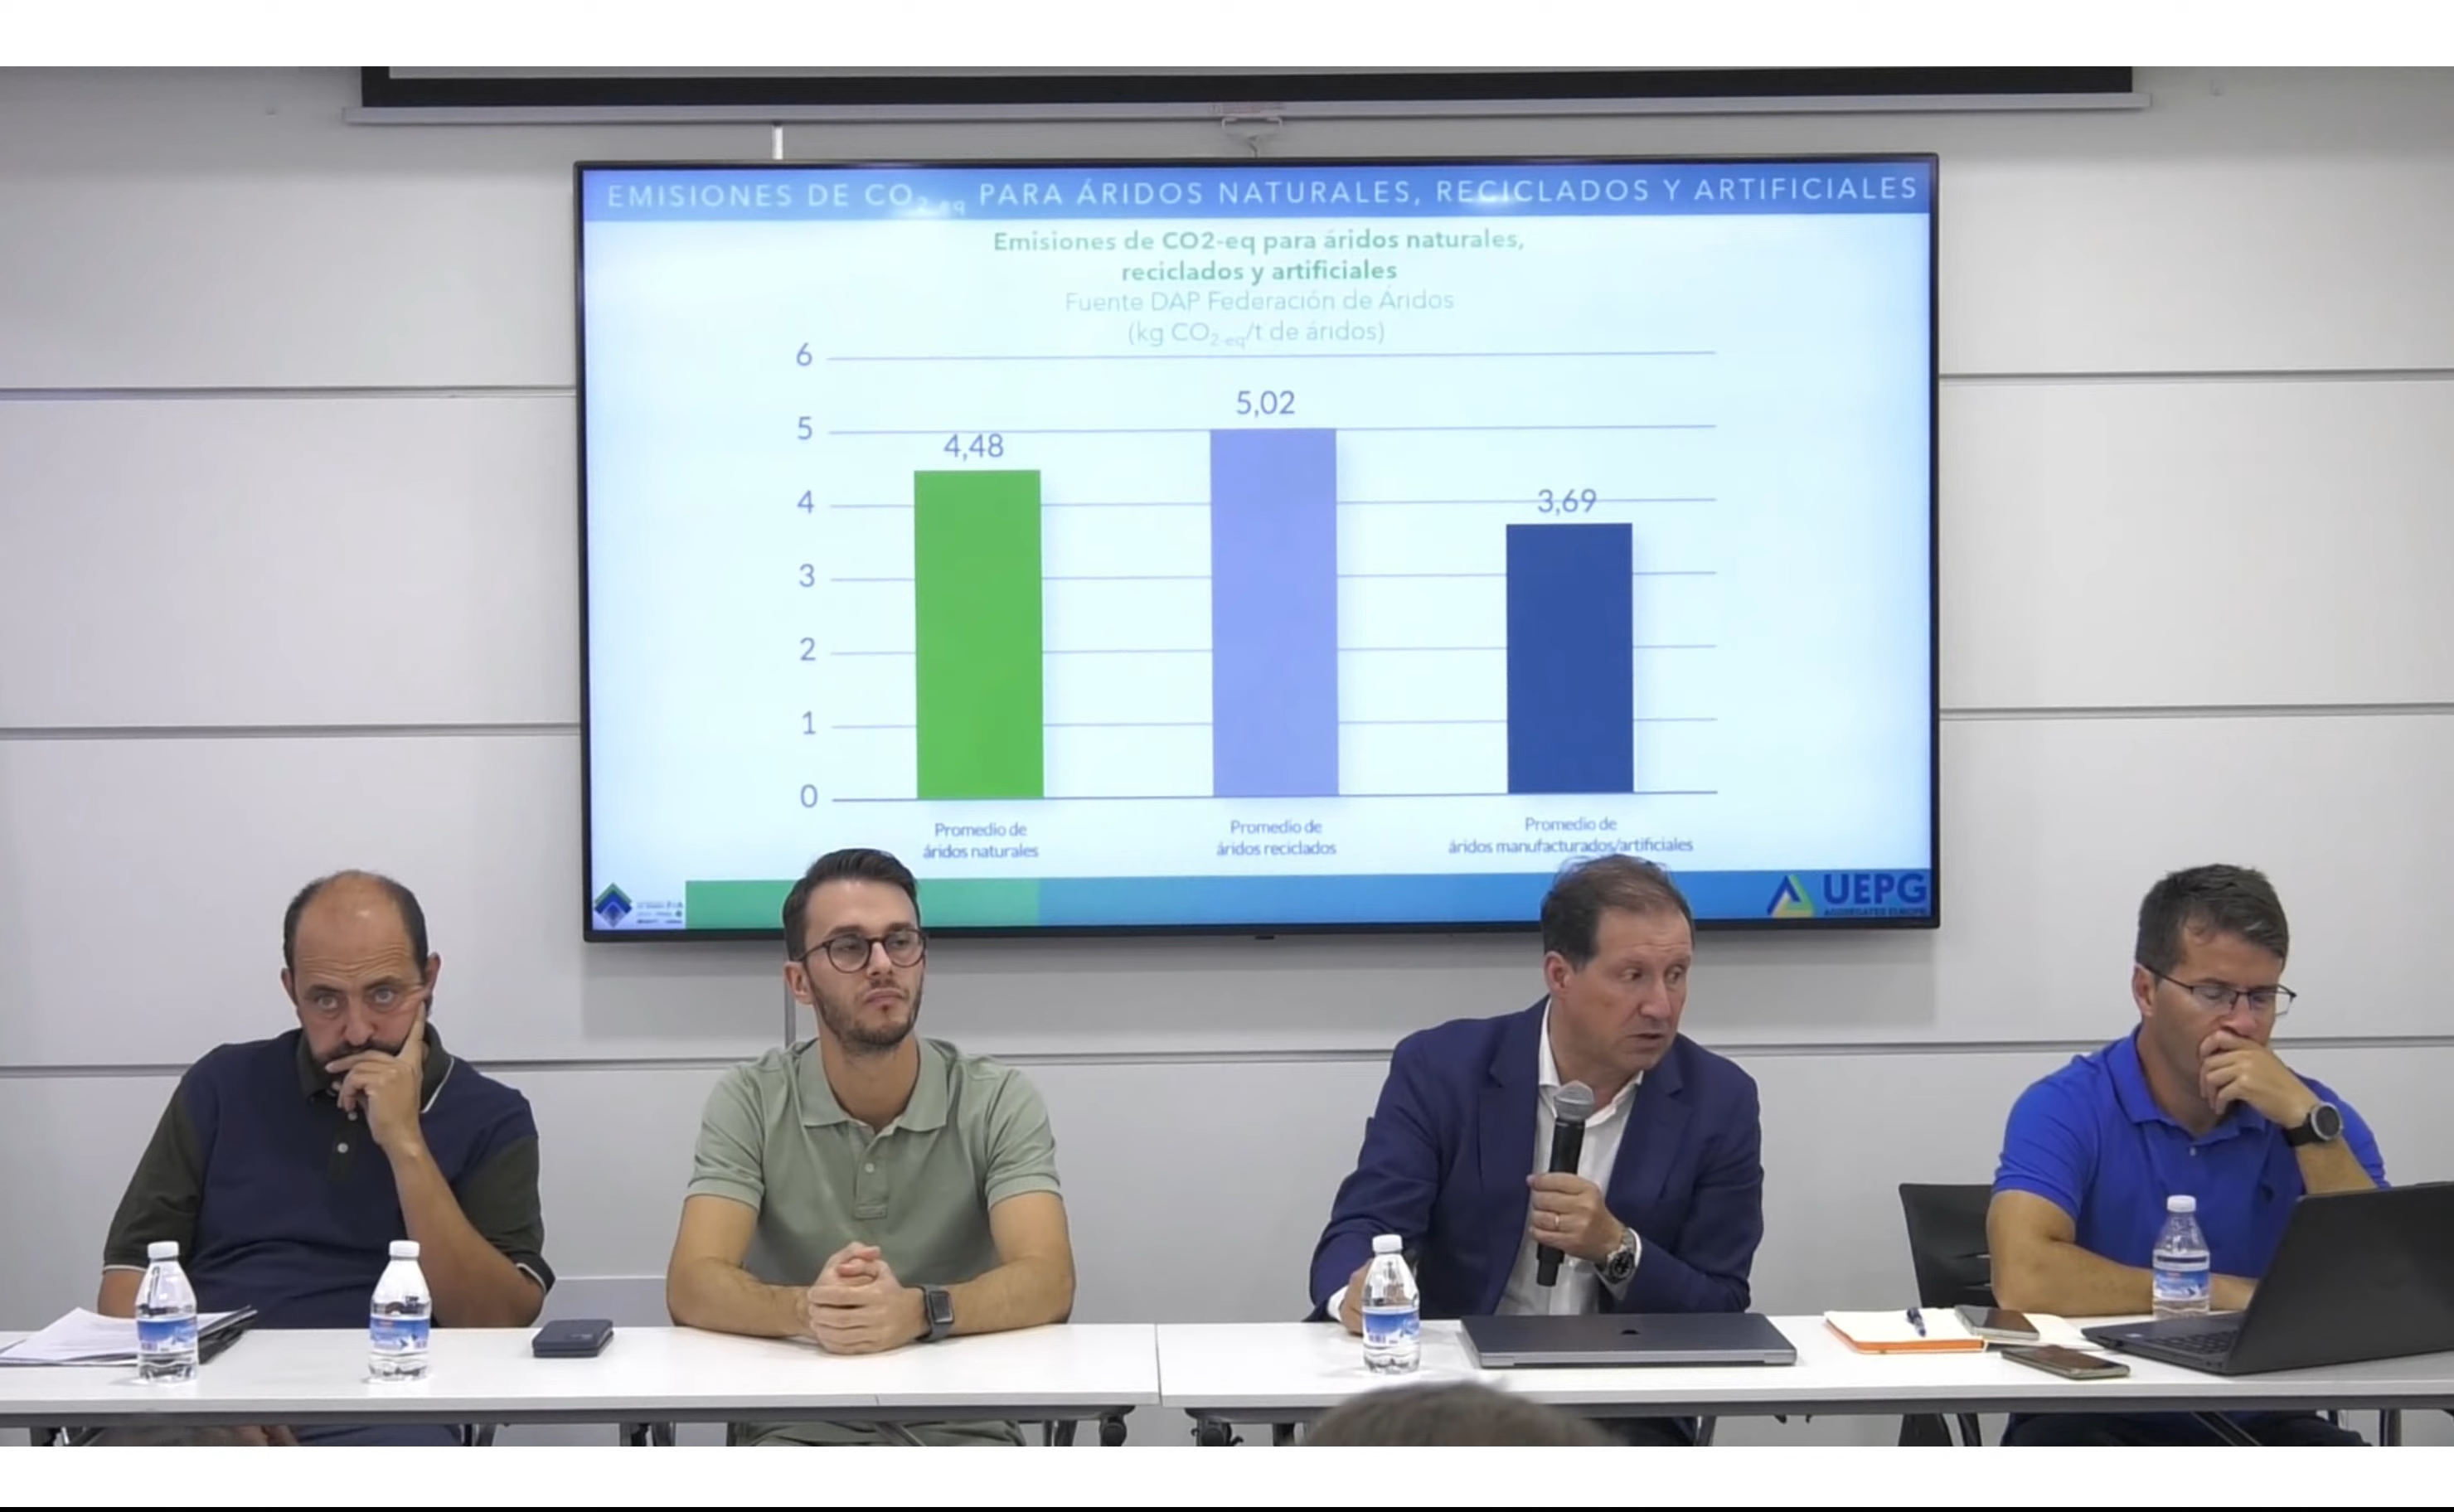 EMISIONES DE CO2-eq PARA ÁRIDOS NATURALES, RECICLADOS Y ARTIFICIALES
Emisiones de CO2-eq para áridos naturales,
reciclados y artificiales
Fuente DAP Federación de Áridos
(kg CO2-eq/t de áridos)
6
5
4
3
2
1
0
4,48
5,02
3,69
Promedio de
áridos naturales
Promedio de
áridos reciclados
Promedio de
áridos manufacturados/artificiales
UEPG
AGGREGATES EUROPE